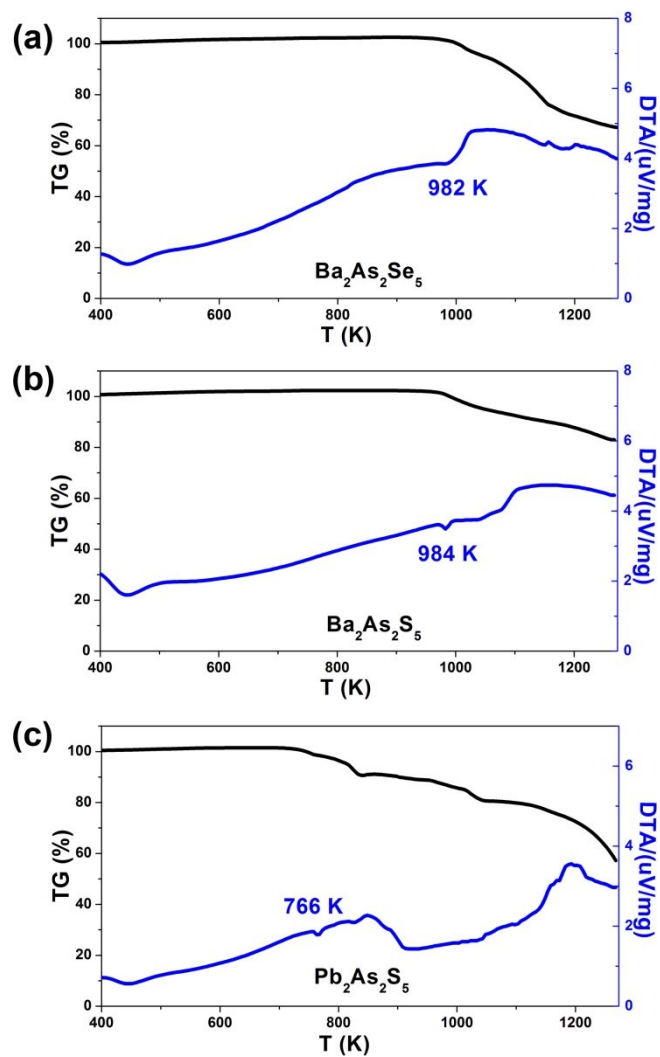 (a)
TG (%)
100
80
60
40
20
0
8
6
4
2
0
DTA/(uV/mg)
982 K
Ba₂As₂Se₅
400 600 800 1000 1200
T (K)
(b)
TG (%)
100
80
60
40
20
0
8
6
4
2
0
DTA/(uV/mg)
984 K
Ba₂As₂S₅
400 600 800 1000 1200
T (K)
(c)
TG (%)
100
80
60
40
20
0
6
4
2
0
DTA/(uV/mg)
766 K
Pb₂As₂S₅
400 600 800 1000 1200
T (K)